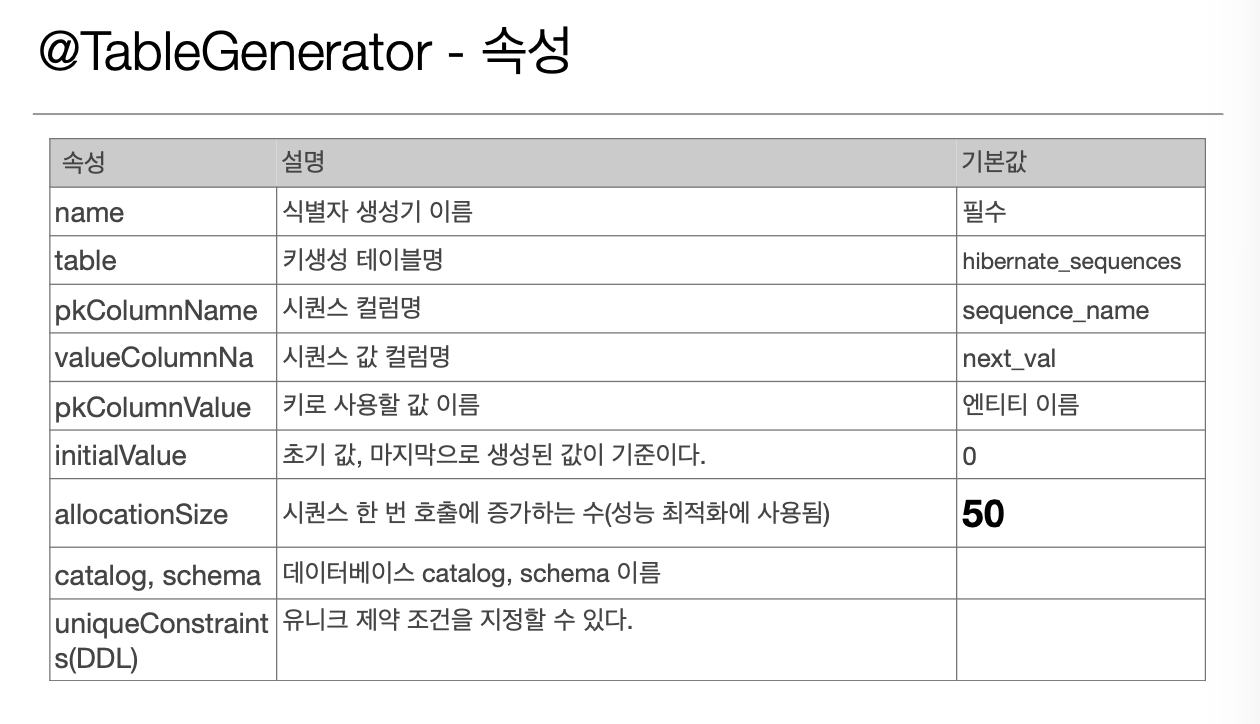 @TableGenerator - 속성
속성 설명 기본값
name 식별자 생성기 이름 필수
table 키생성 테이블명 hibernate_sequences
pkColumnName 시퀀스 컬럼명 sequence_name
valueColumnNa 시퀀스 값 컬럼명 next_val
pkColumnValue 키로 사용할 값 이름 엔티티 이름
initialValue 초기 값, 마지막으로 생성된 값이 기준이다. 0
allocationSize 시퀀스 한 번 호출에 증가하는 수(성능 최적화에 사용됨) 50
catalog, schema 데이터베이스 catalog, schema 이름
uniqueConstraint 유니크 제약 조건을 지정할 수 있다.
s(DDL)